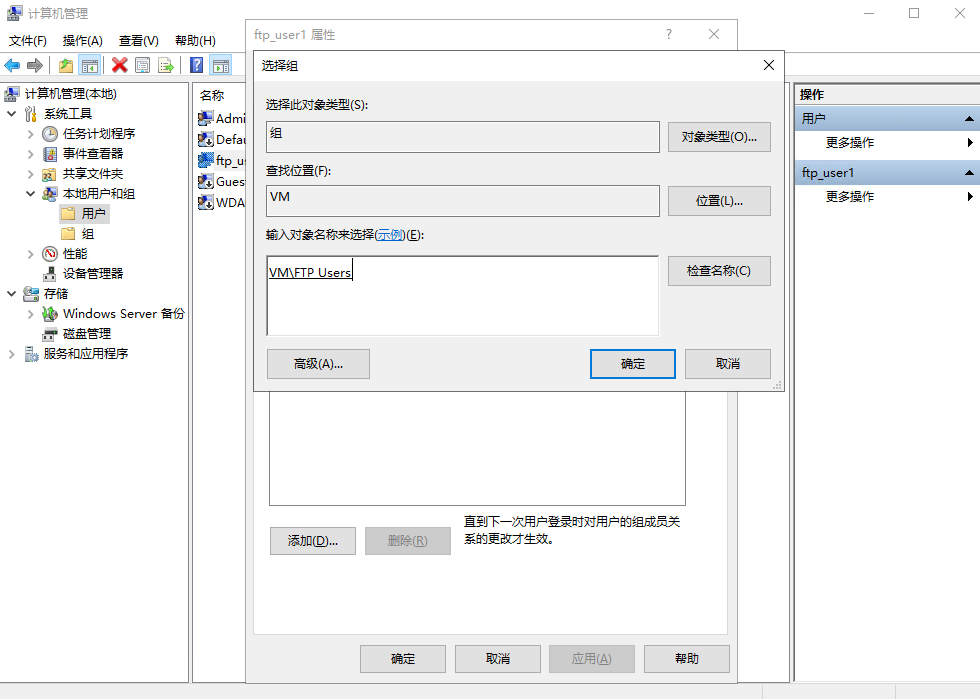 计算机管理
文件(F) 操作(A) 查看(V) 帮助(H)
计算机管理(本地)
系统工具
任务计划程序
事件查看器
共享文件夹
本地用户和组
用户
组
性能
设备管理器
存储
Windows Server 备份
磁盘管理
服务和应用程序
名称
Admi
Defau
ftp_us
Gues
WDA
ftp_user1 属性
?
选择组
选择此对象类型(S):
组
对象类型(O)...
查找位置(F):
VM
位置(L)...
输入对象名称来选择(示例)(E):
VM\FTP Users
检查名称(C)
高级(A)...
确定
取消
添加(D)...
删除(R)
直到下一次用户登录时对用户的组成员关
系的更改才生效。
确定
取消
应用(A)
帮助
操作
用户
更多操作
ftp_user1
更多操作